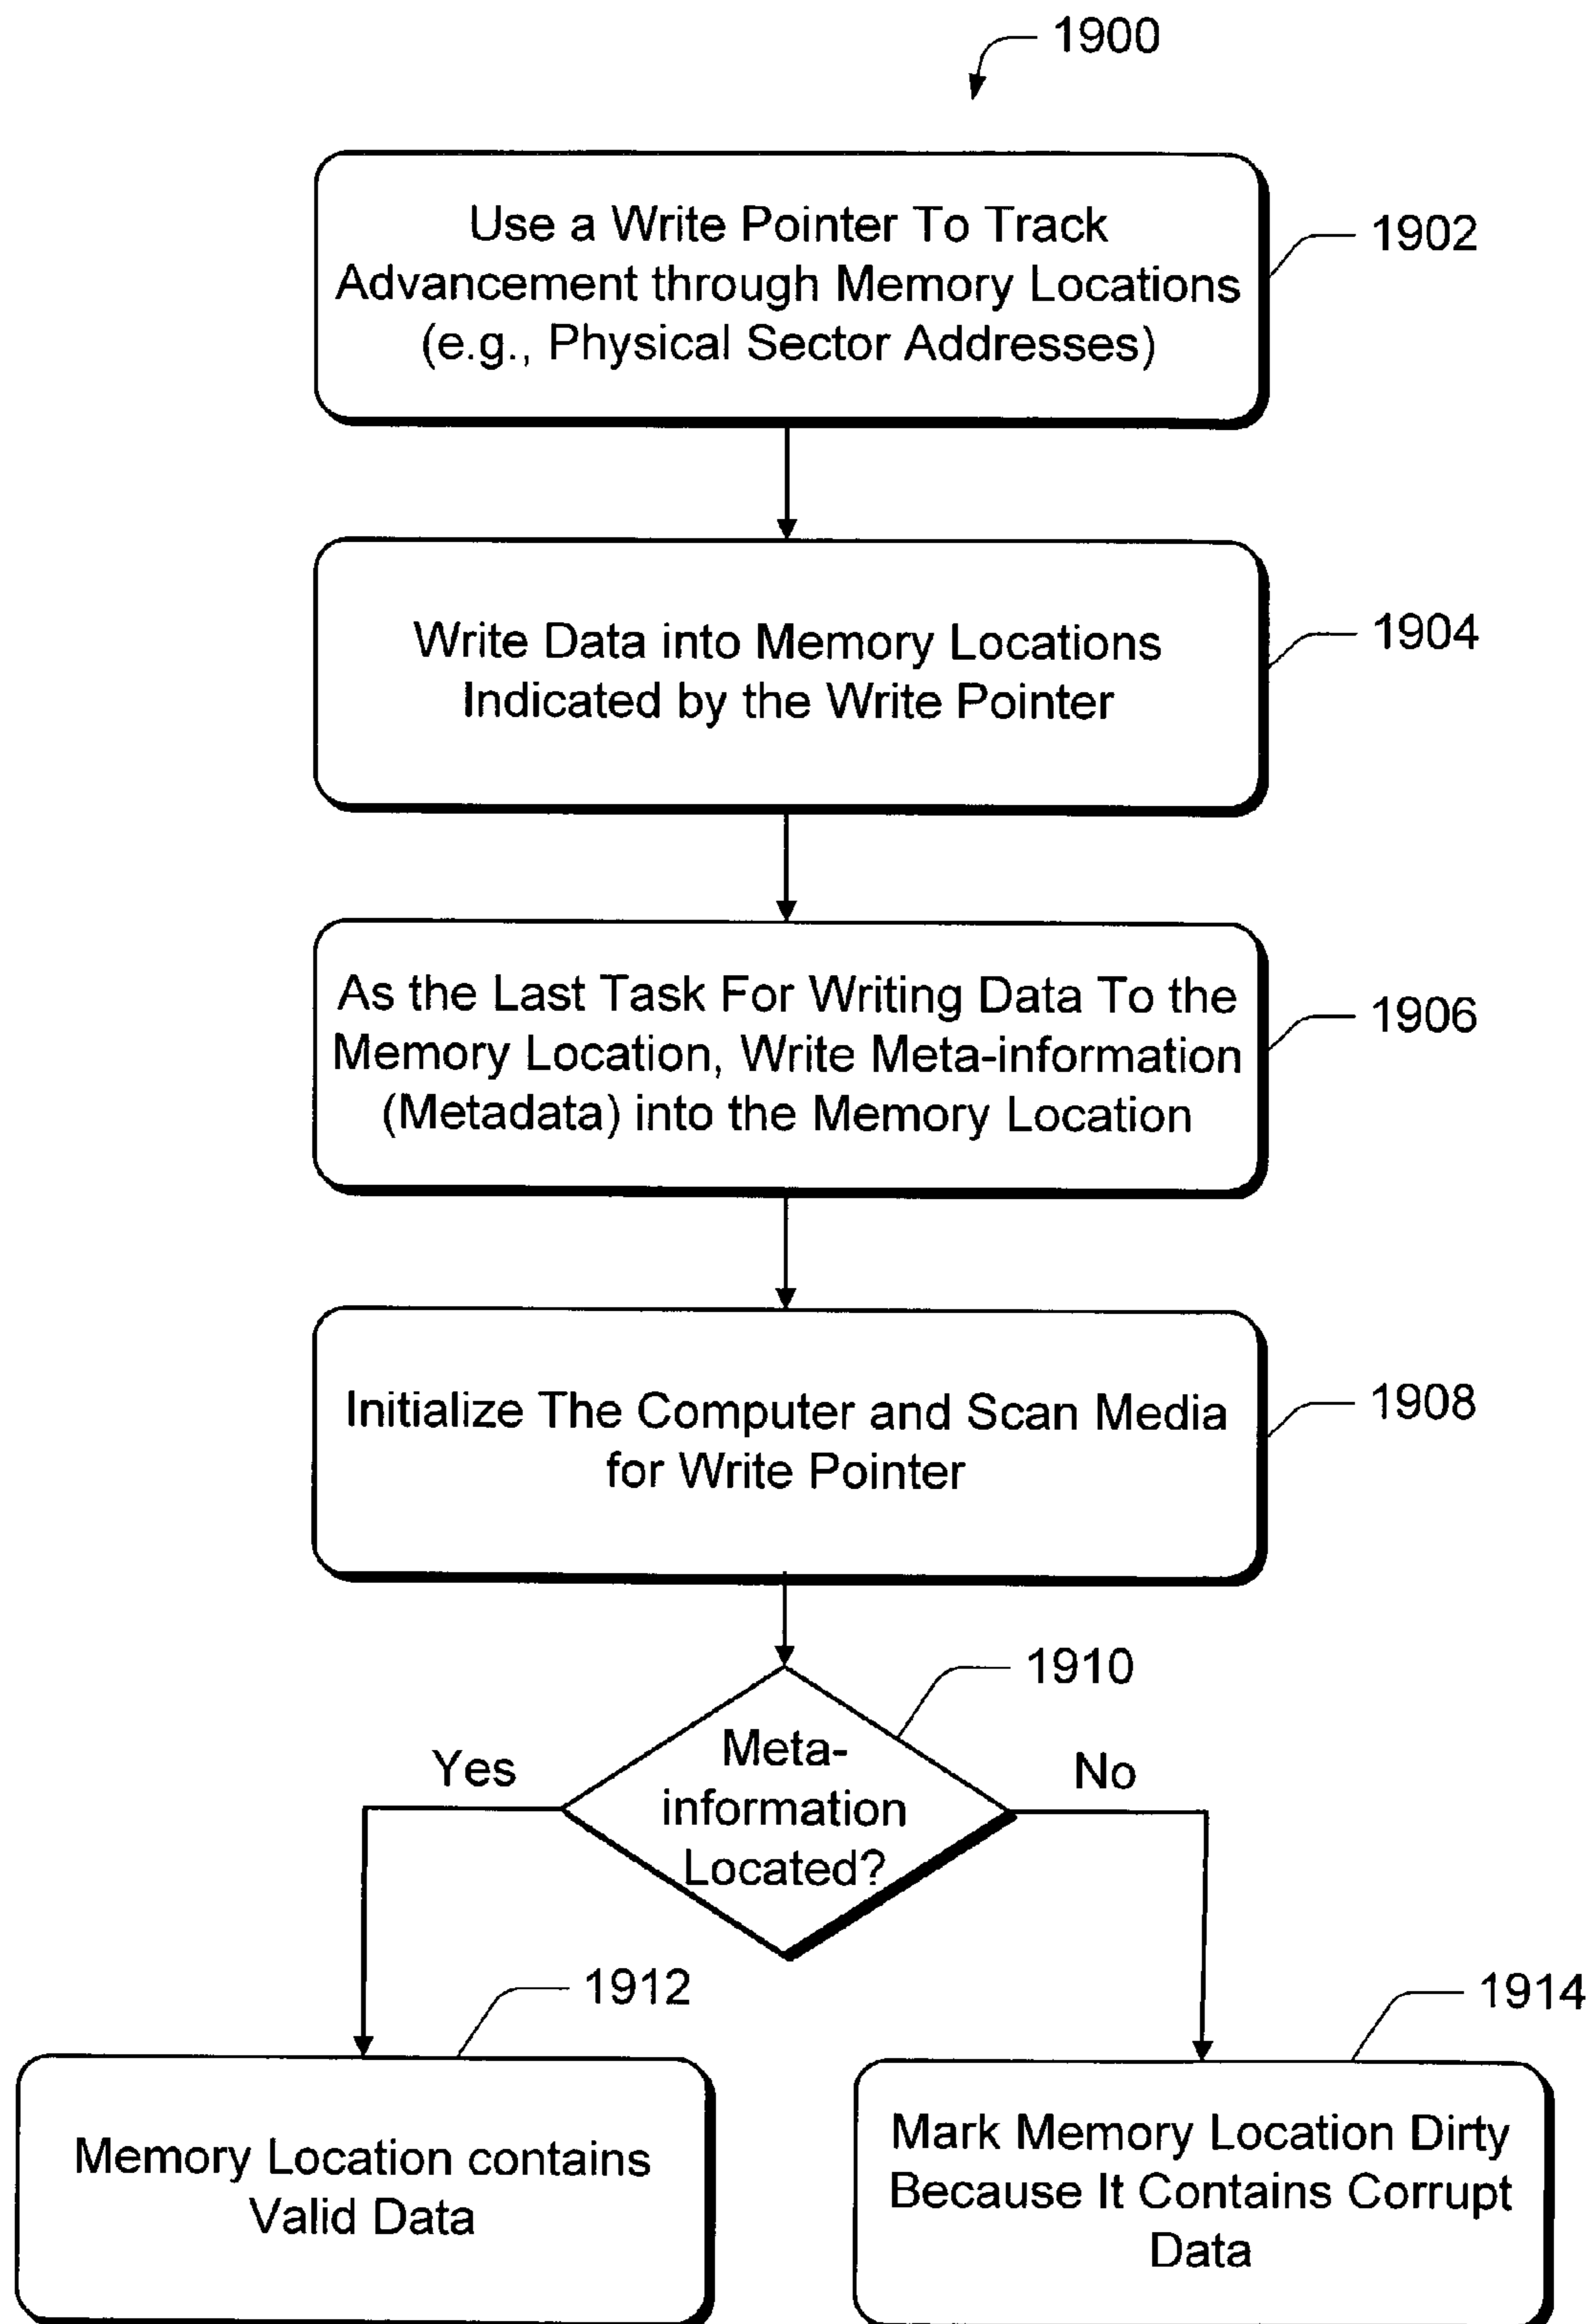 1900
Use a Write Pointer To Track
Advancement through Memory Locations
(e.g., Physical Sector Addresses)
1902
Write Data into Memory Locations
Indicated by the Write Pointer
1904
As the Last Task For Writing Data To the
Memory Location, Write Meta-information
(Metadata) into the Memory Location
1906
Initialize The Computer and Scan Media
for Write Pointer
1908
1910
Meta-
information
Located?
Yes
No
1912
1914
Memory Location contains
Valid Data
Mark Memory Location Dirty
Because It Contains Corrupt
Data